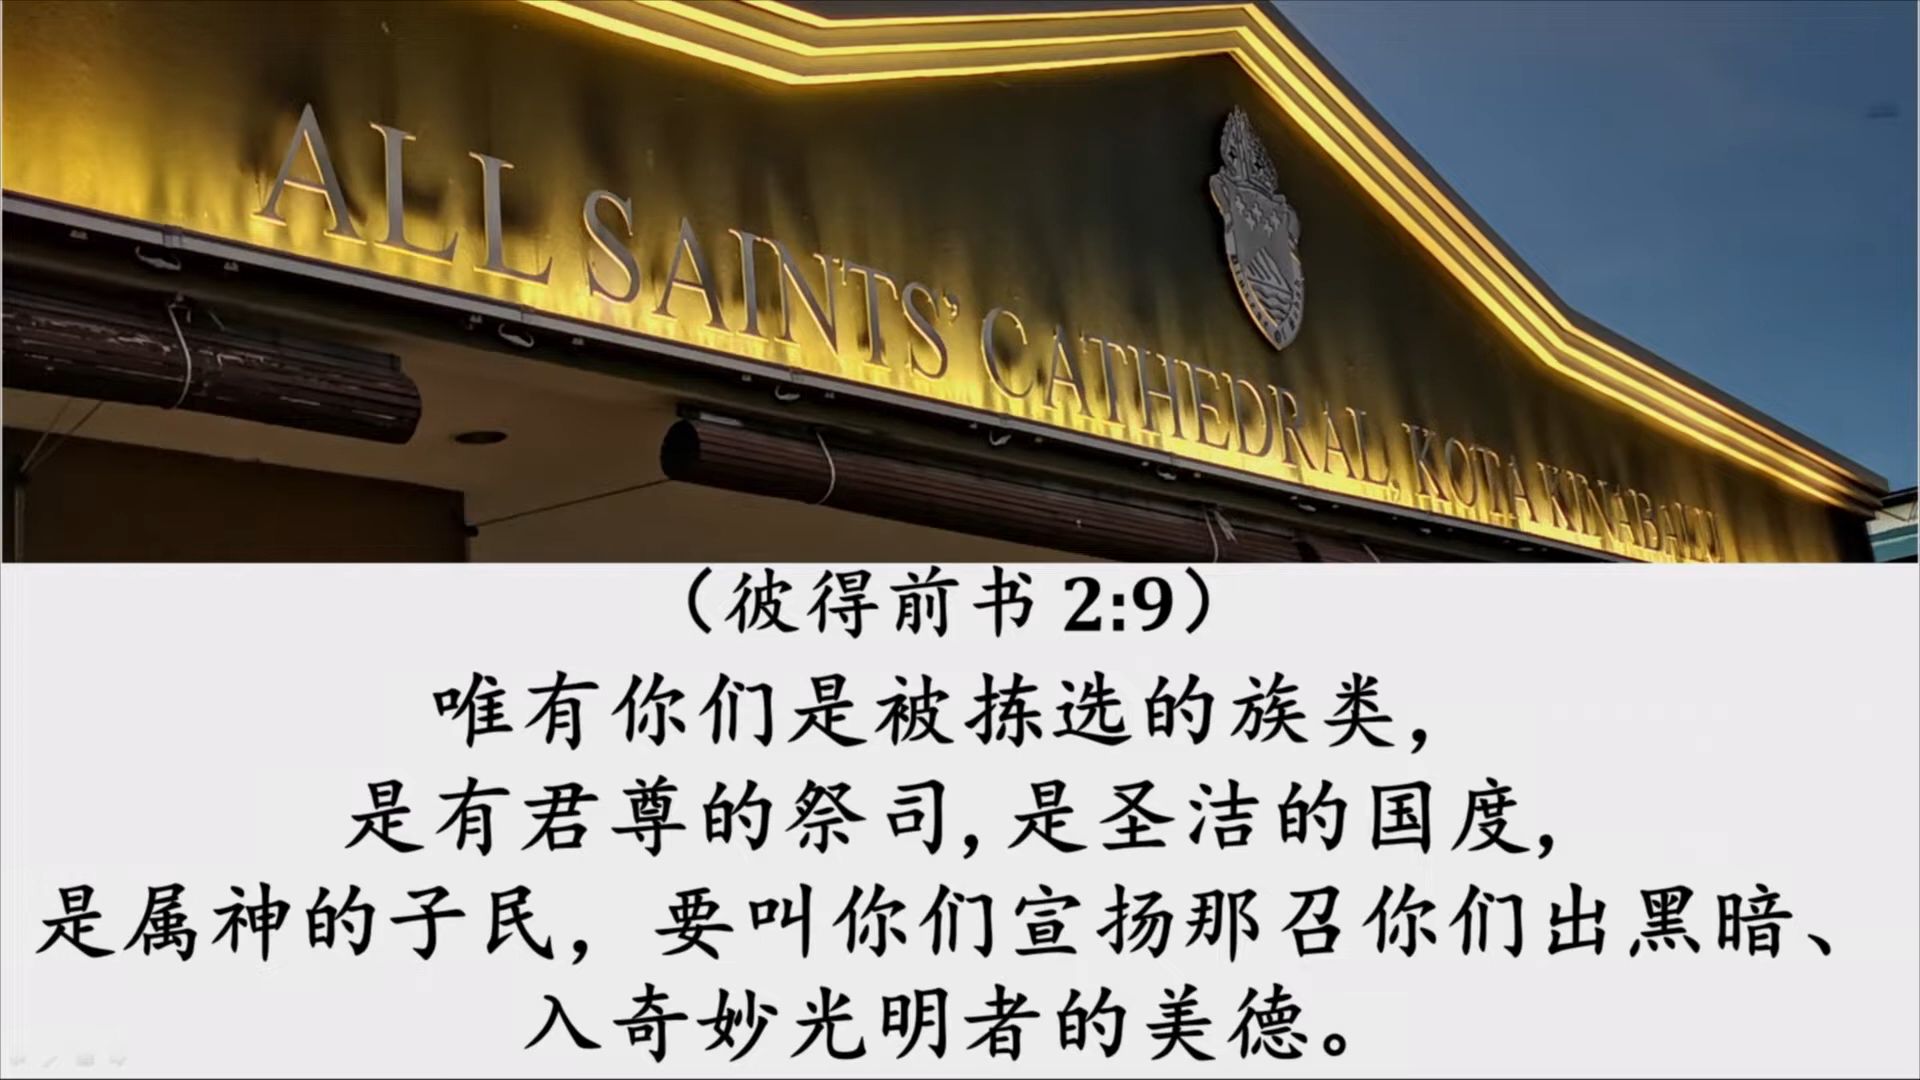 ALL SAINTS’ CATHEDRAL, KOTA KINABALU
（彼得前书 2:9）
唯有你们是被拣选的族类，
是有君尊的祭司，是圣洁的国度，
是属神的子民，要叫你们宣扬那召你们出黑暗、
入奇妙光明者的美德。